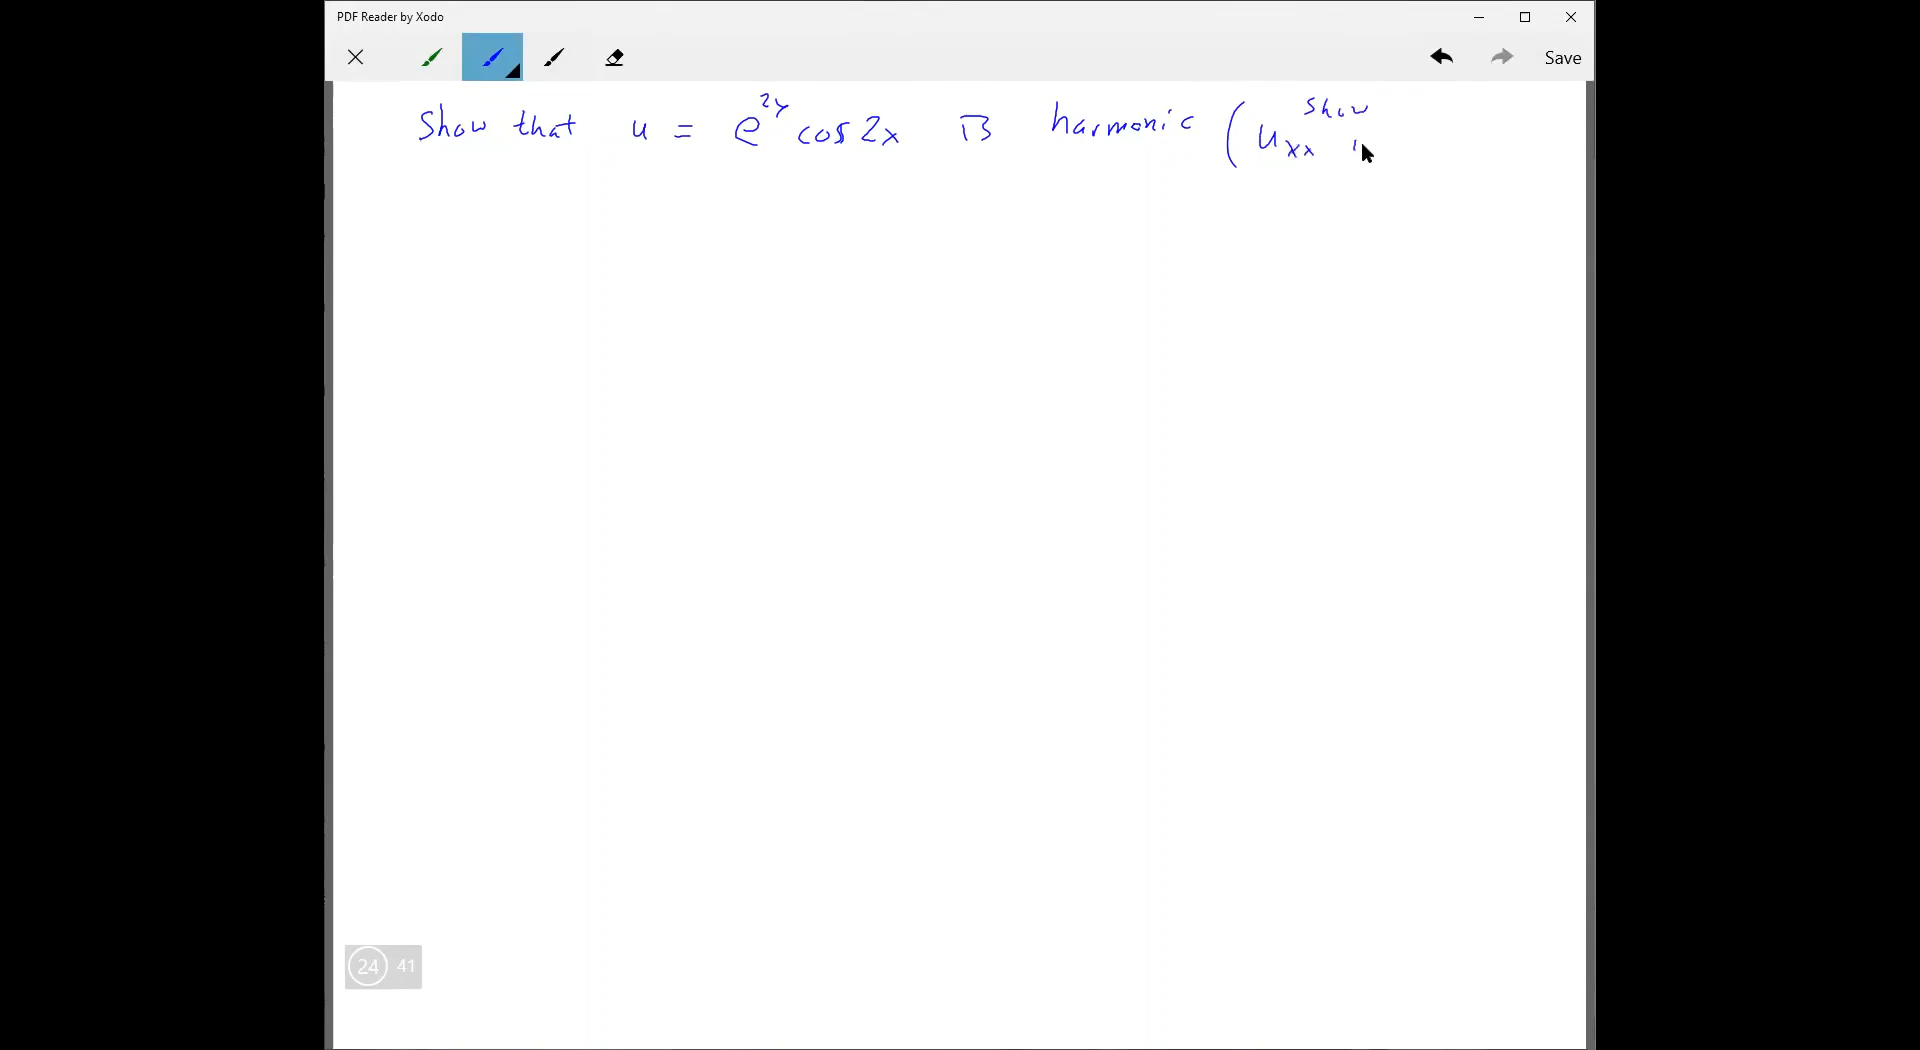 PDF Reader by Xodo
Save
Show that u = e^{2y} cos 2x is harmonic ( show u_{xx}
24 41